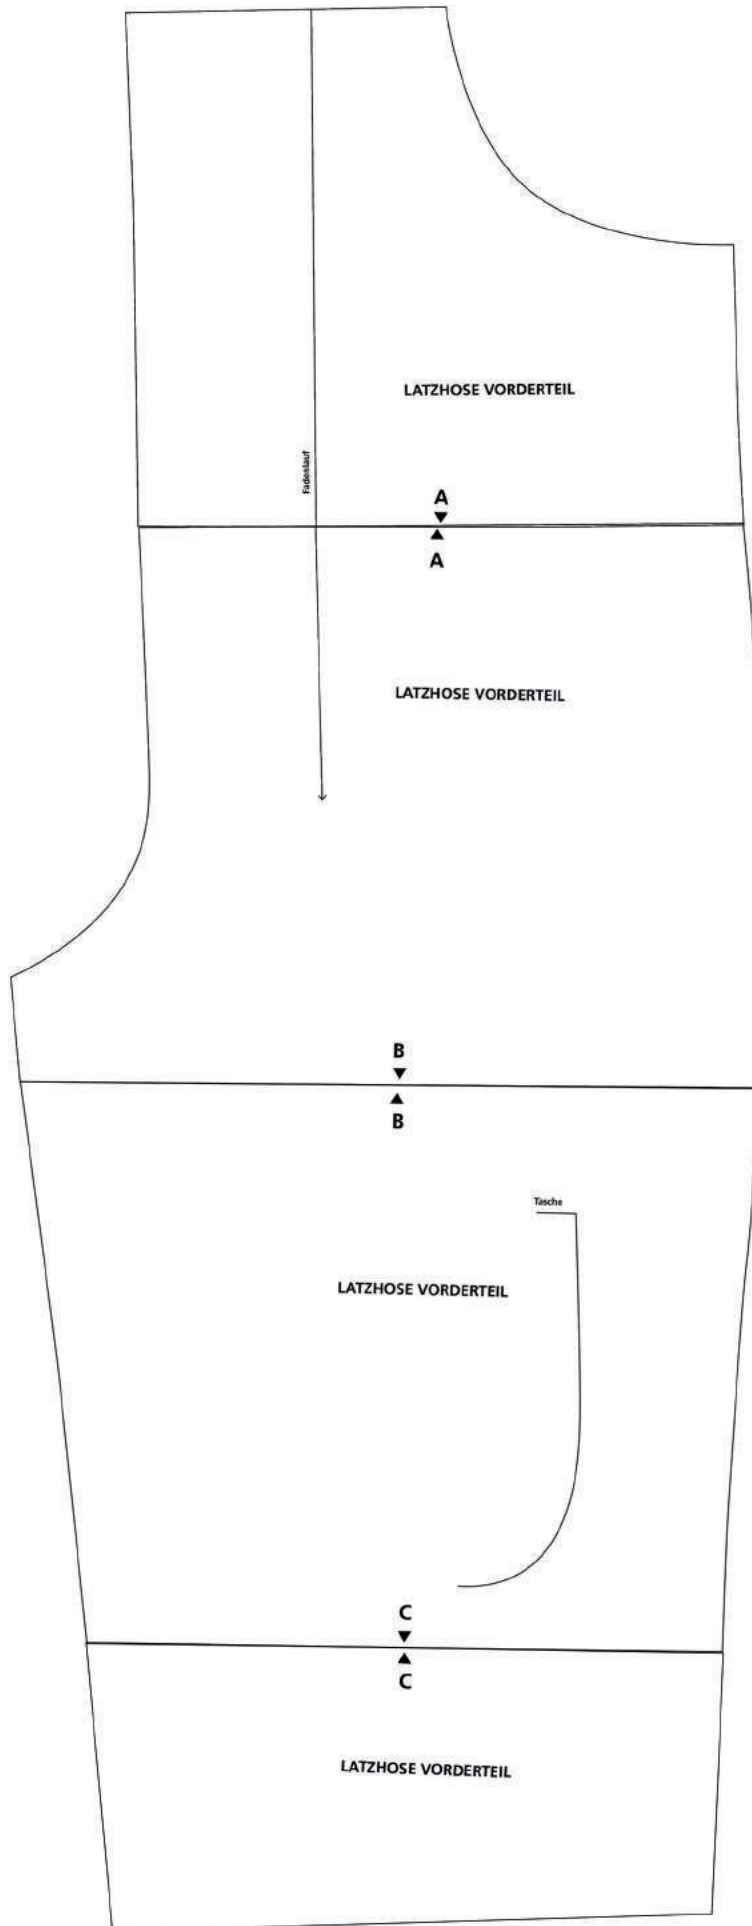 LATZHOSE VORDERTEIL
Fadenlauf
A
A
LATZHOSE VORDERTEIL
B
B
Tasche
LATZHOSE VORDERTEIL
C
C
LATZHOSE VORDERTEIL